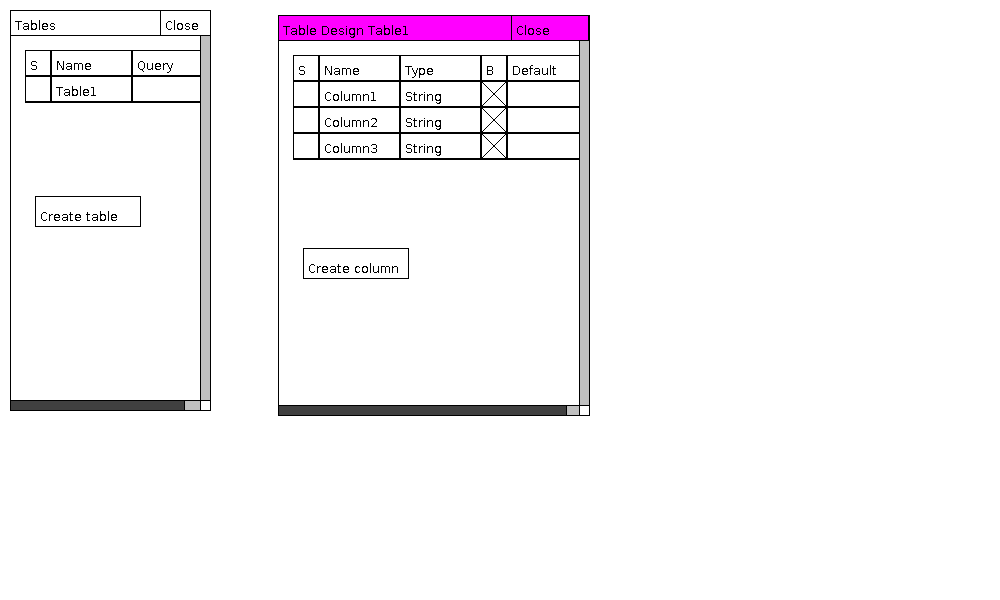 Tables Close
S Name Query
Table1
Create table
Table Design Table1 Close
S Name Type B Default
Column1 String
Column2 String
Column3 String
Create column